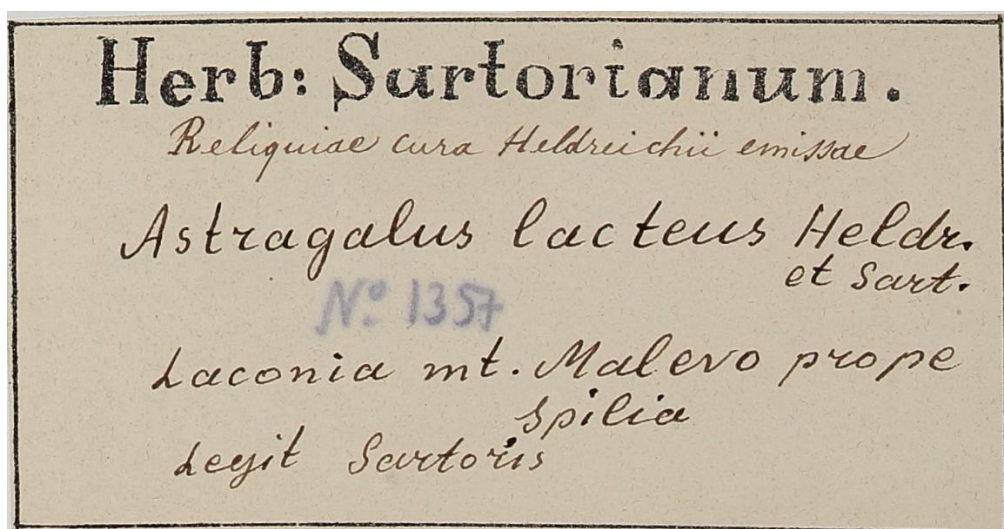 Herb: Sartorianum.
Reliquiae cura Heldreichii emissae
Astragalus lacteus Heldr.
et Sart.
No. 1357
Laconia mt. Malevo prope
Spilia
Legit Sartoris